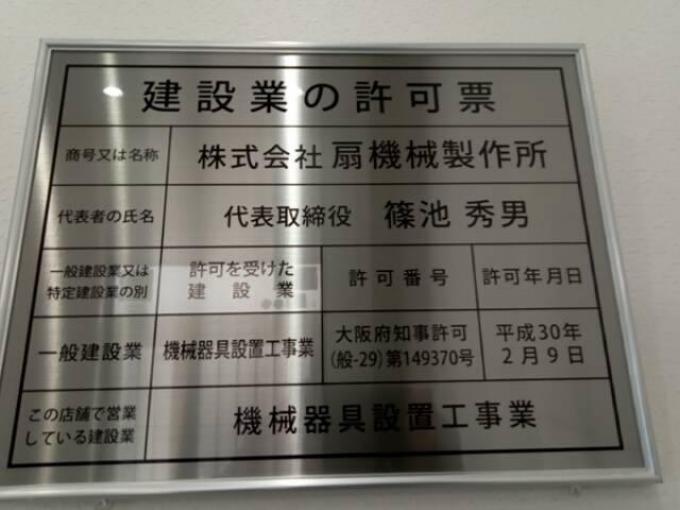 建設業の許可票
商号又は名称
株式会社 扇機械製作所
代表者の氏名
代表取締役 篠池 秀男
一般建設業又は
特定建設業の別
許可を受けた
建設業
許可番号
許可年月日
一般建設業
機械器具設置工事業
大阪府知事許可
(般-29)第149370号
平成30年
2月9日
この店舗で営業
している建設業
機械器具設置工事業